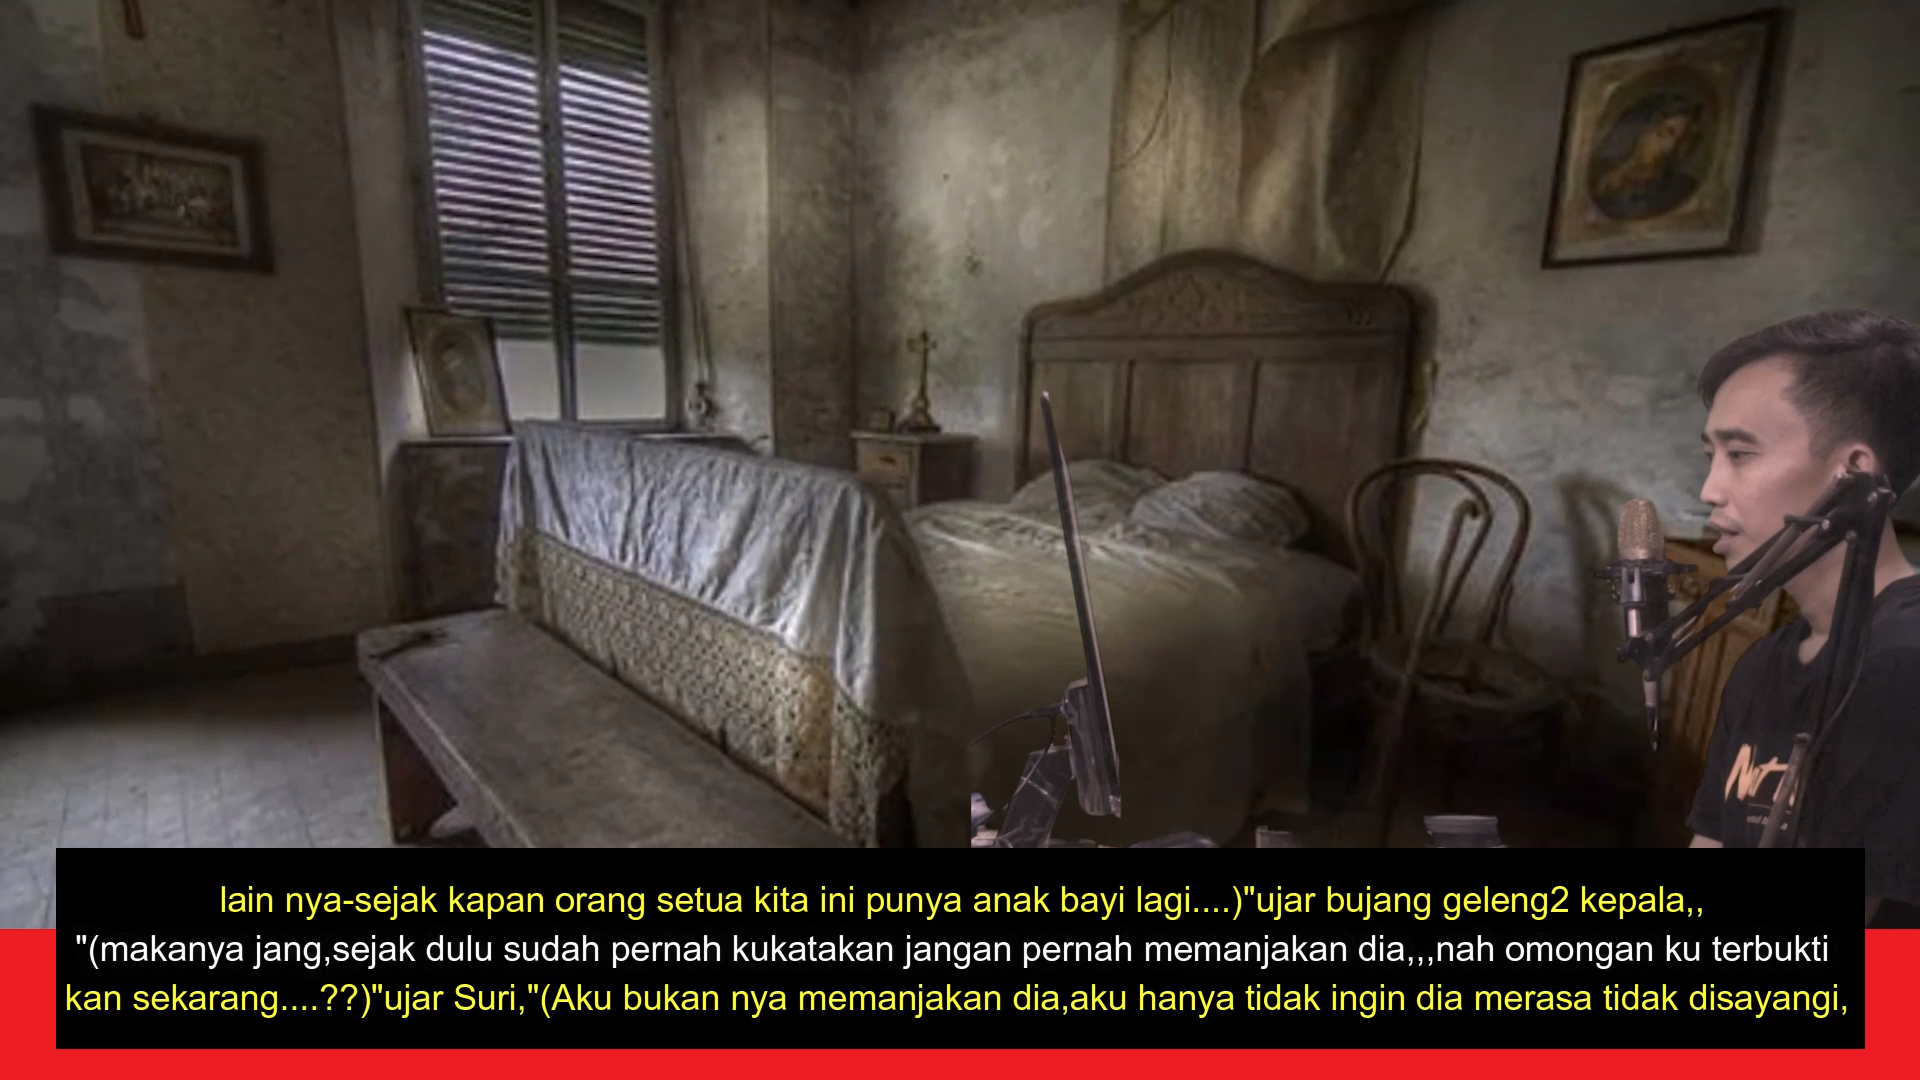 lain nya-sejak kapan orang setua kita ini punya anak bayi lagi....)"ujar bujang geleng2 kepala,,
"(makanya jang,sejak dulu sudah pernah kukatakan jangan pernah memanjakan dia,,,nah omongan ku terbukti
kan sekarang....??)"ujar Suri,"(Aku bukan nya memanjakan dia,aku hanya tidak ingin dia merasa tidak disayangi,